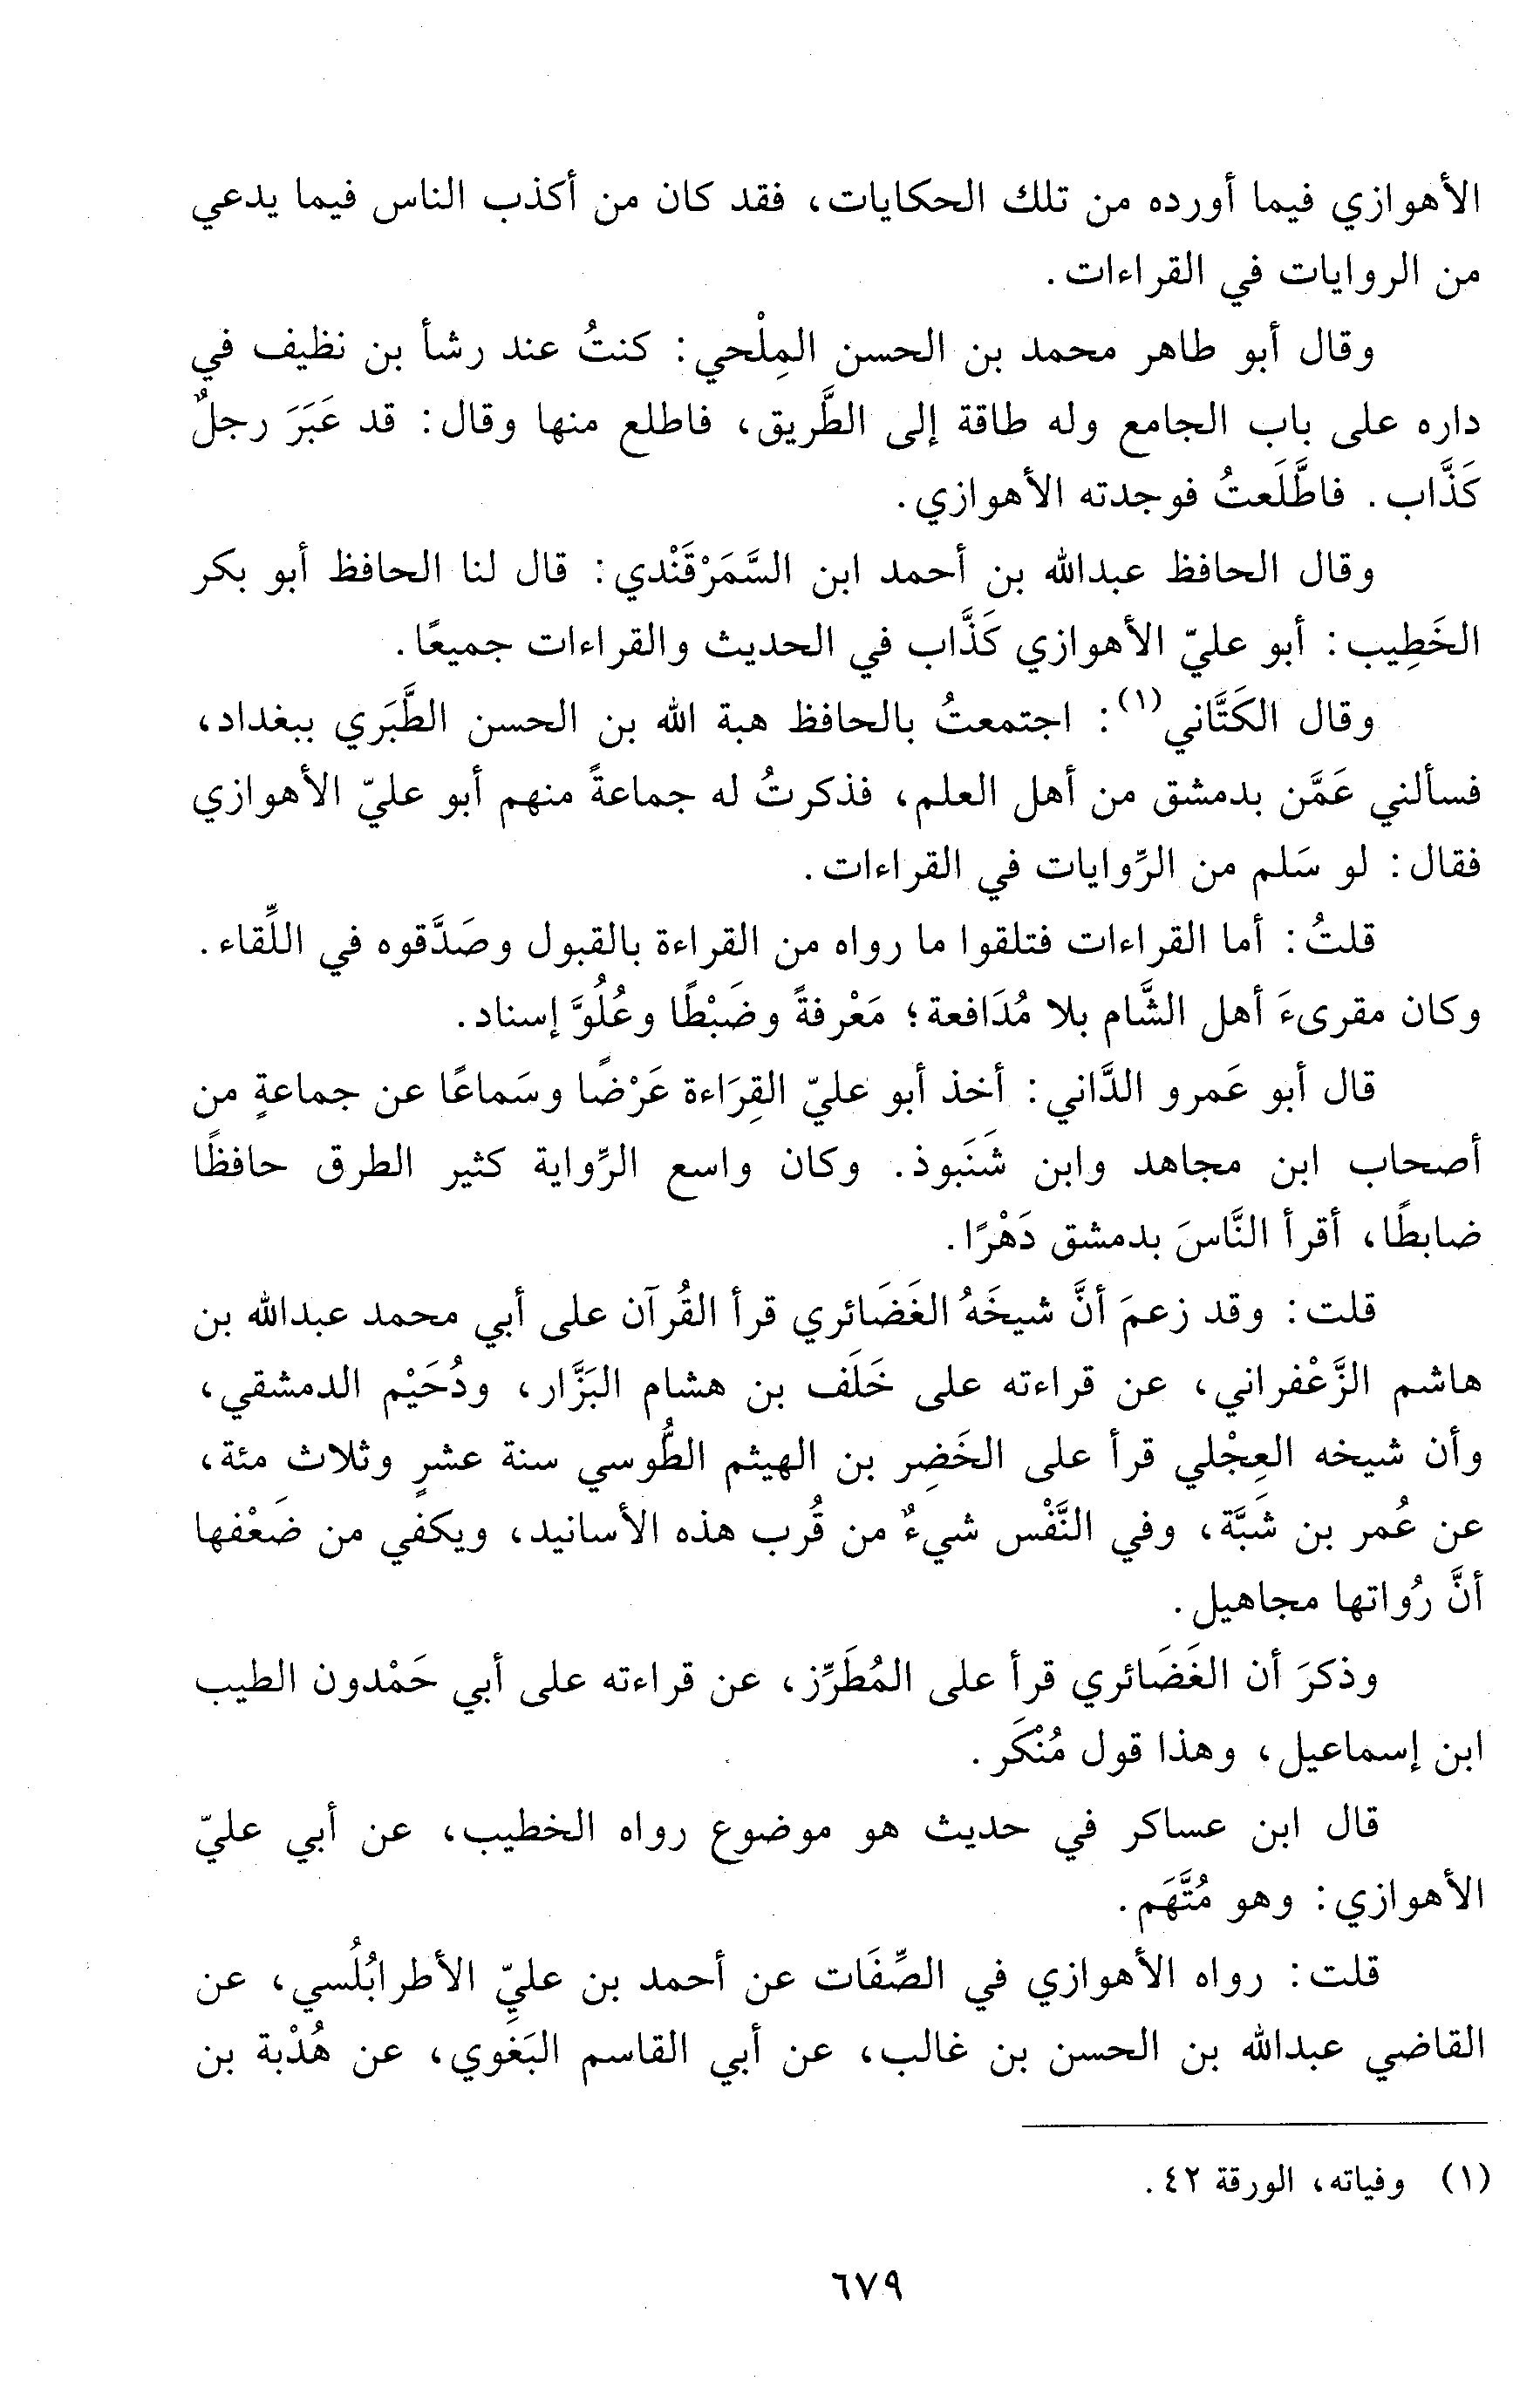 الأهوازي فيما أورده من تلك الحكايات، فقد كان من أكذب الناس فيما يدعي
من الروايات في القراءات.
وقال أبو طاهر محمد بن الحسن المِلْحي: كنتُ عند رشأ بن نظيف في
داره على باب الجامع وله طاقة إلى الطَّريق، فاطلع منها وقال: قد عَبَرَ رجلٌ
كَذَّاب. فاطَّلَعتُ فوجدته الأهوازي.
وقال الحافظ عبدالله بن أحمد ابن السَّمَرْقَنْدي: قال لنا الحافظ أبو بكر
الخَطِيب: أبو عليّ الأهوازي كَذَّاب في الحديث والقراءات جميعًا.
وقال الكَتَّاني(١): اجتمعتُ بالحافظ هبة الله بن الحسن الطَّبَري ببغداد،
فسألني عَمَّن بدمشق من أهل العلم، فذكرتُ له جماعةً منهم أبو عليّ الأهوازي
فقال: لو سَلم من الرِّوايات في القراءات.
قلتُ: أما القراءات فتلقوا ما رواه من القراءة بالقبول وصَدَّقوه في اللِّقاء.
وكان مقرىءَ أهل الشَّام بلا مُدَافعة؛ مَعْرفةً وضَبْطًا وعُلُوَّ إسناد.
قال أبو عَمرو الدَّاني: أخذ أبو عليّ القِرَاءة عَرْضًا وسَماعًا عن جماعةٍ من
أصحاب ابن مجاهد وابن شَنَبوذ. وكان واسع الرِّواية كثير الطرق حافظًا
ضابطًا، أقرأ النَّاسَ بدمشق دَهْرًا.
قلت: وقد زعمَ أنَّ شيخَهُ الغَضَائري قرأ القُرآن على أبي محمد عبدالله بن
هاشم الزَّعْفراني، عن قراءته على خَلَف بن هشام البَزَّار، ودُحَيْم الدمشقي،
وأن شيخه العِجْلي قرأ على الخَضِر بن الهيثم الطُّوسي سنة عشرٍ وثلاث مئة،
عن عُمر بن شَبَّة، وفي النَّفْس شيءٌ من قُرب هذه الأسانيد، ويكفي من ضَعْفها
أنَّ رُواتها مجاهيل.
وذكرَ أن الغَضَائري قرأ على المُطَرِّز، عن قراءته على أبي حَمْدون الطيب
ابن إسماعيل، وهذا قول مُنْكَر.
قال ابن عساكر في حديث هو موضوع رواه الخطيب، عن أبي عليّ
الأهوازي: وهو مُتَّهَم.
قلت: رواه الأهوازي في الصِّفَات عن أحمد بن عليِّ الأطرابُلُسي، عن
القاضي عبدالله بن الحسن بن غالب، عن أبي القاسم البَغَوي، عن هُدْبة بن
(١) وفياته، الورقة ٤٢.
٦٧٩